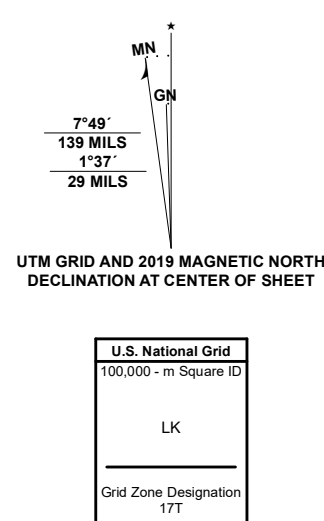 MN
GN
7°49´
139 MILS
1°37´
29 MILS
UTM GRID AND 2019 MAGNETIC NORTH
DECLINATION AT CENTER OF SHEET
U.S. National Grid
100,000 - m Square ID
LK
Grid Zone Designation
17T